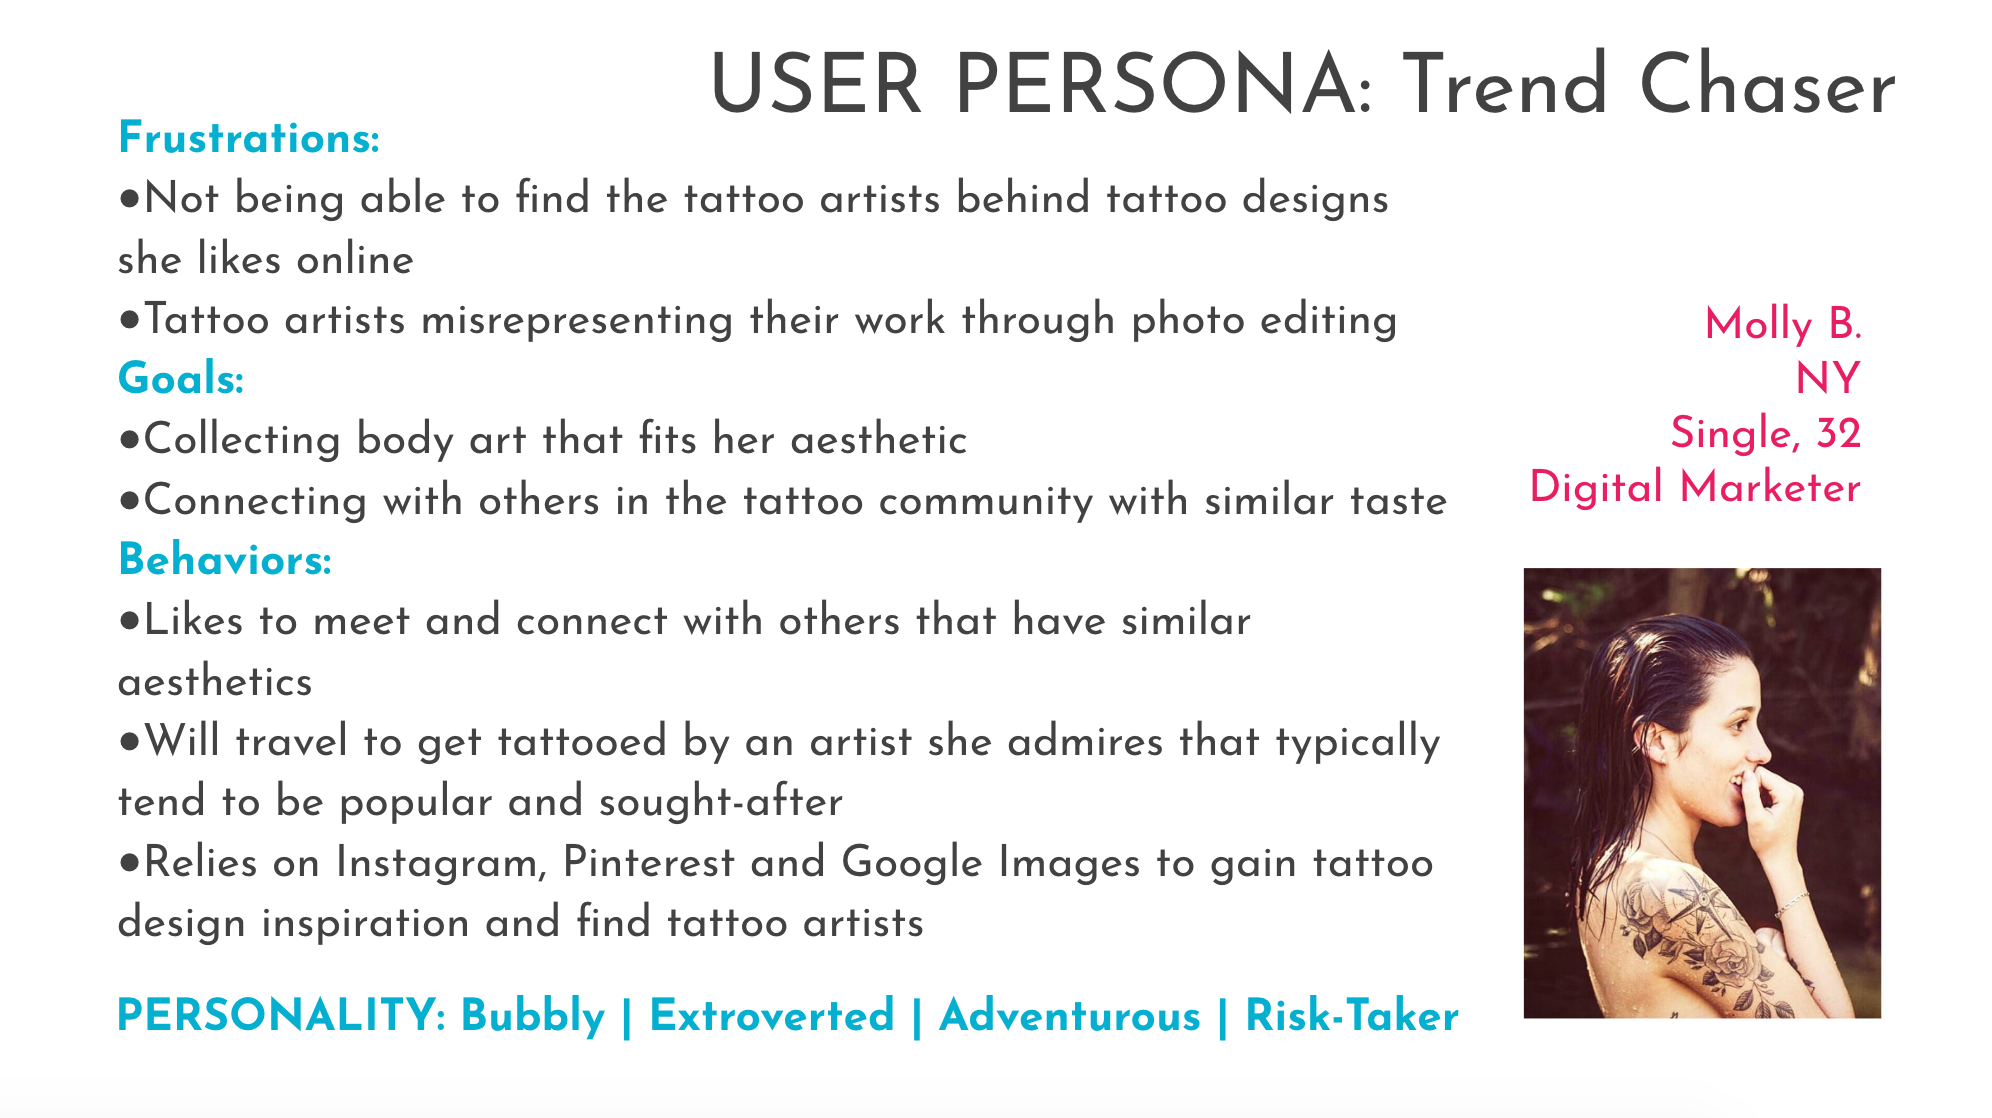 USER PERSONA: Trend Chaser
Frustrations:
●Not being able to find the tattoo artists behind tattoo designs
she likes online
●Tattoo artists misrepresenting their work through photo editing
Goals:
●Collecting body art that fits her aesthetic
●Connecting with others in the tattoo community with similar taste
Behaviors:
●Likes to meet and connect with others that have similar
aesthetics
●Will travel to get tattooed by an artist she admires that typically
tend to be popular and sought-after
●Relies on Instagram, Pinterest and Google Images to gain tattoo
design inspiration and find tattoo artists
PERSONALITY: Bubbly | Extroverted | Adventurous | Risk-Taker
Molly B.
NY
Single, 32
Digital Marketer